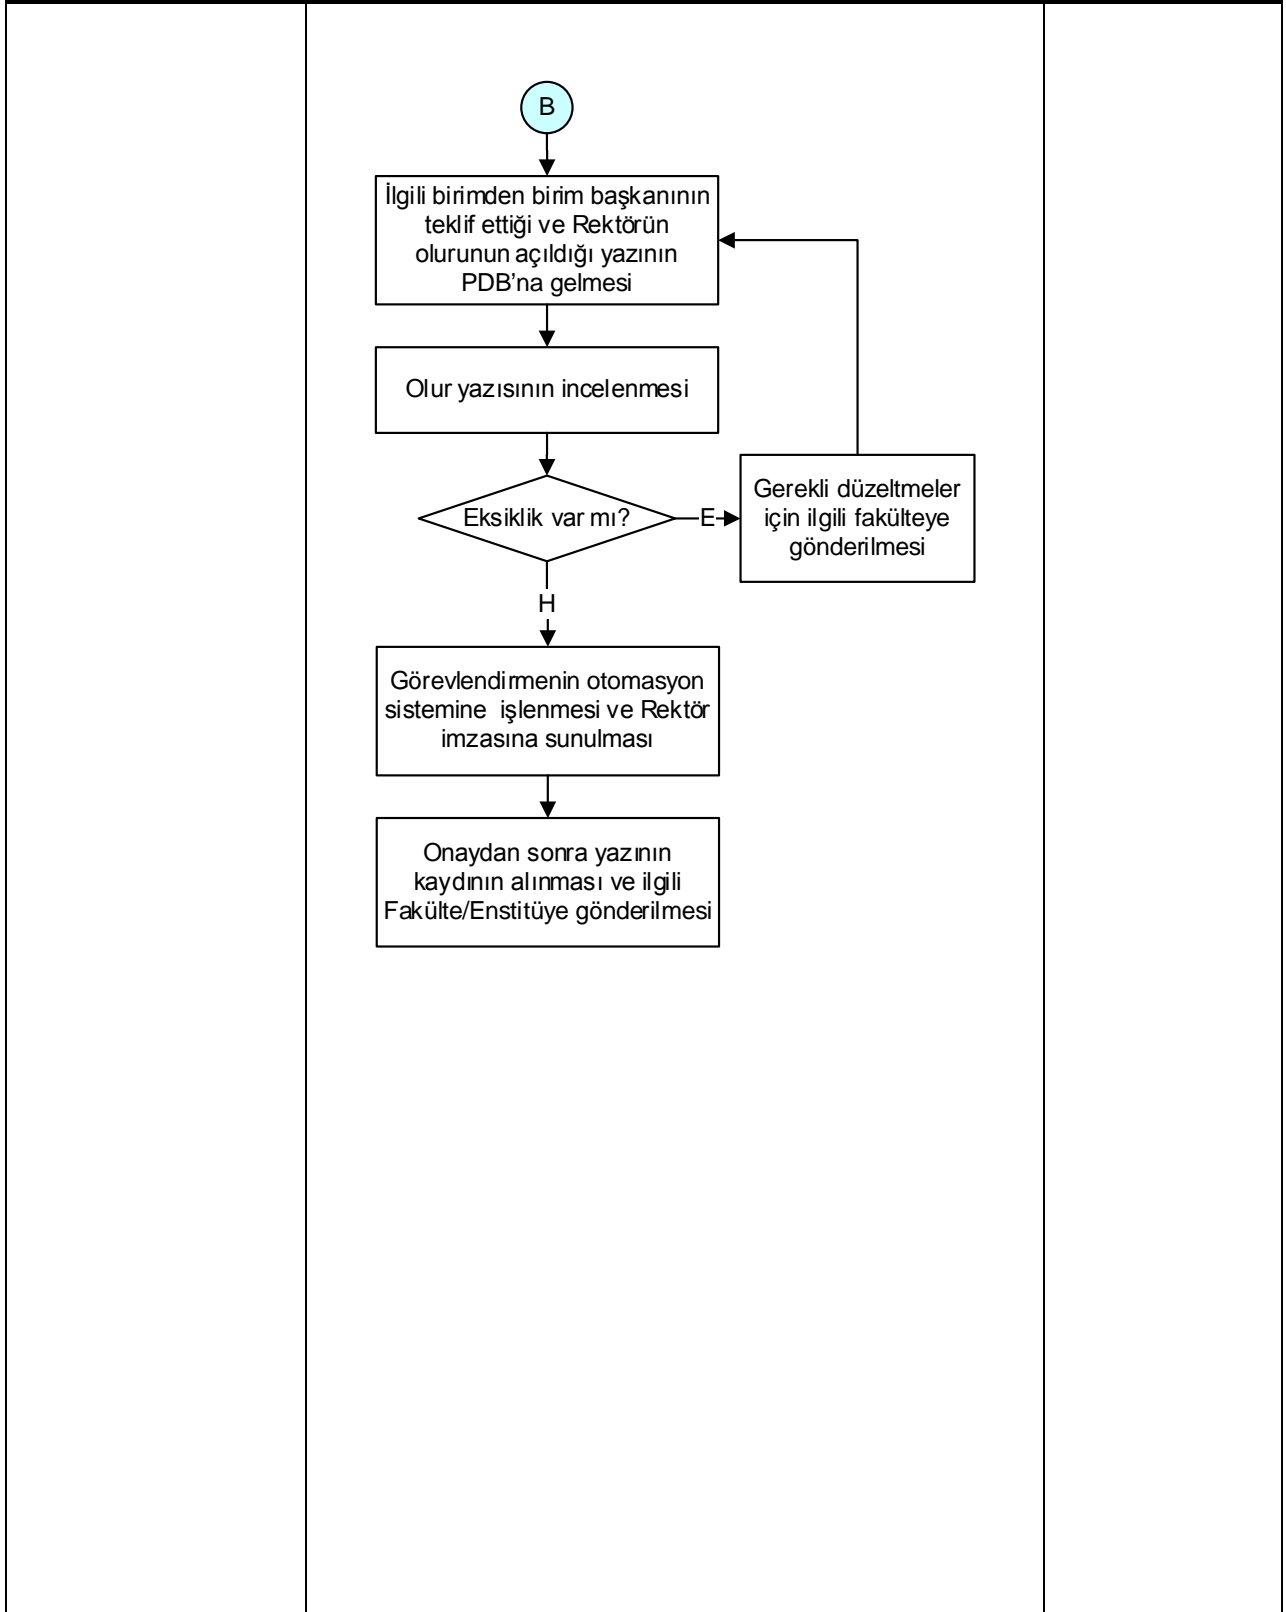 B
İlgili birimden birim başkanının
teklif ettiği ve Rektörün
olurunun açıldığı yazının
PDB'na gelmesi
Olur yazısının incelenmesi
Eksiklik var mı?
E
Gerekli düzeltmeler
için ilgili fakülteye
gönderilmesi
H
Görevlendirmenin otomasyon
sistemine işlenmesi ve Rektör
imzasına sunulması
Onaydan sonra yazının
kaydının alınması ve ilgili
Fakülte/Enstitüye gönderilmesi